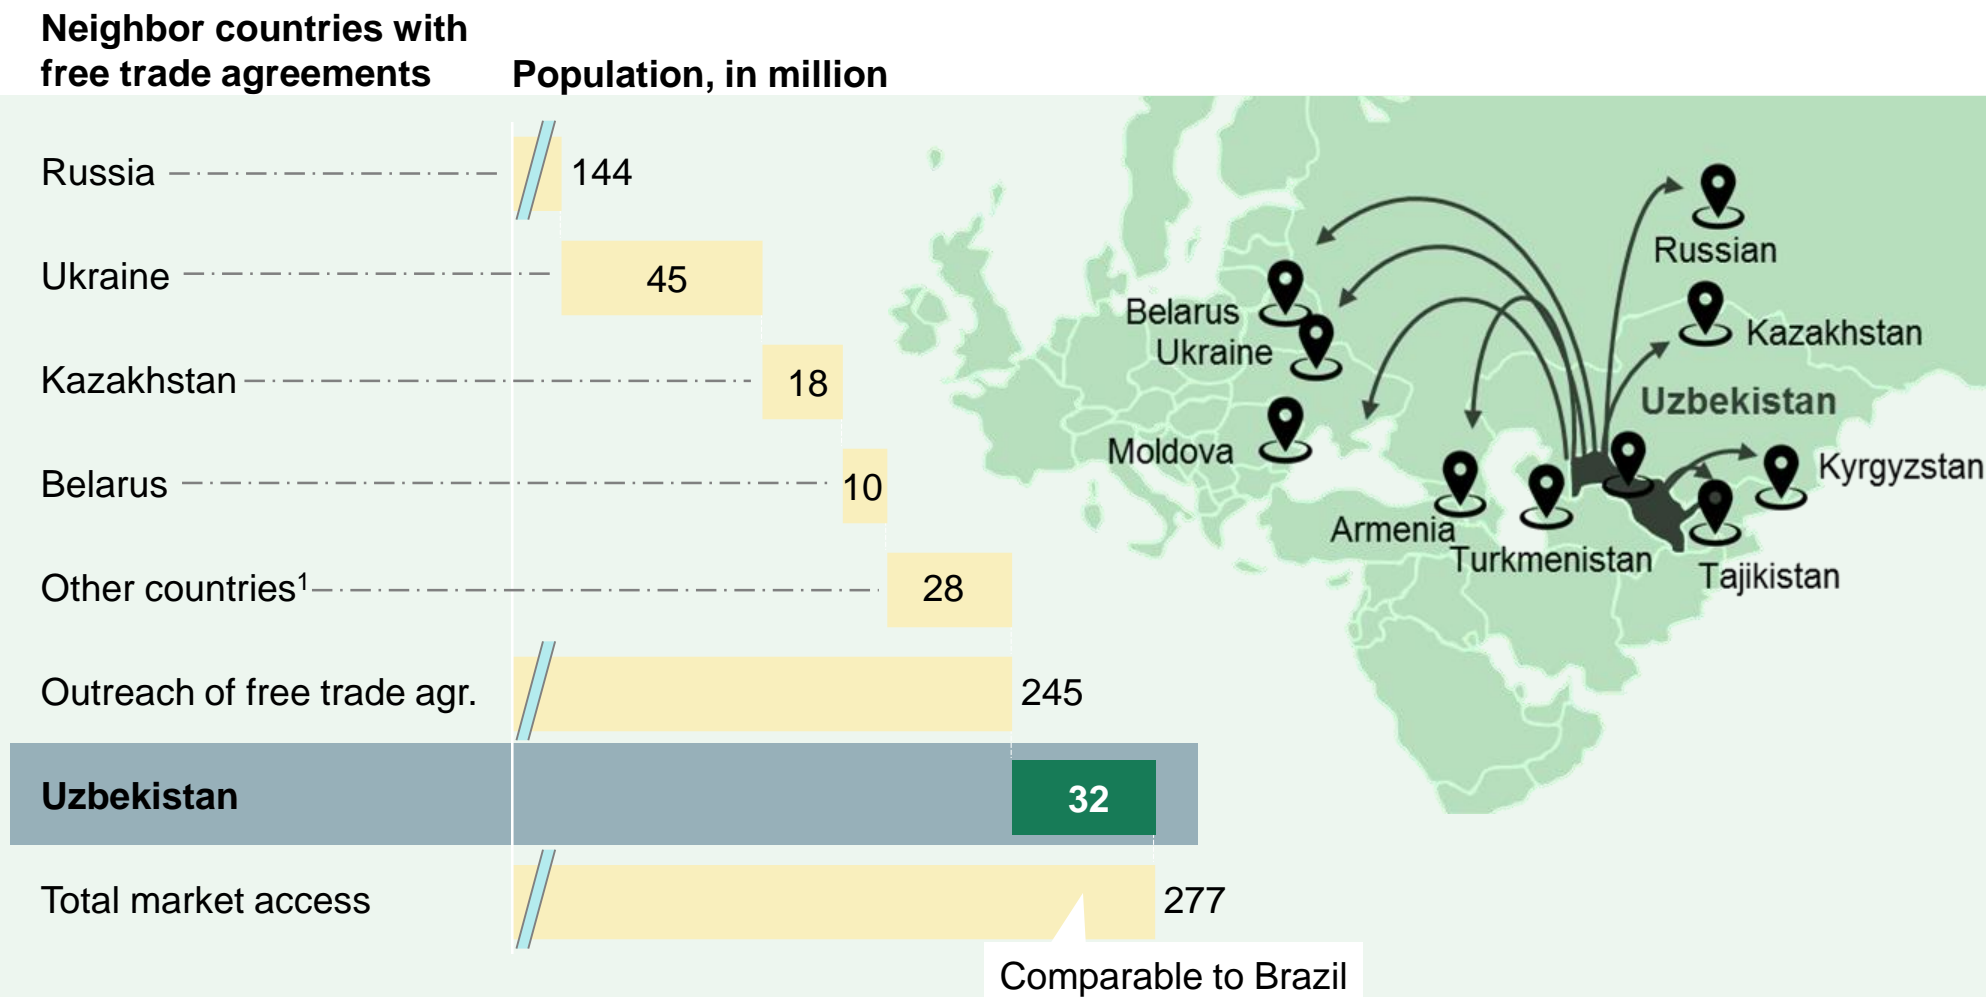 Neighbor countries with
free trade agreements
Population, in million
Russia
144
Ukraine
45
Kazakhstan
18
Belarus
10
Other countries¹
28
Outreach of free trade agr.
245
Uzbekistan
32
Total market access
277
Comparable to Brazil
Russian
Belarus
Kazakhstan
Ukraine
Uzbekistan
Moldova
Kyrgyzstan
Armenia
Turkmenistan
Tajikistan